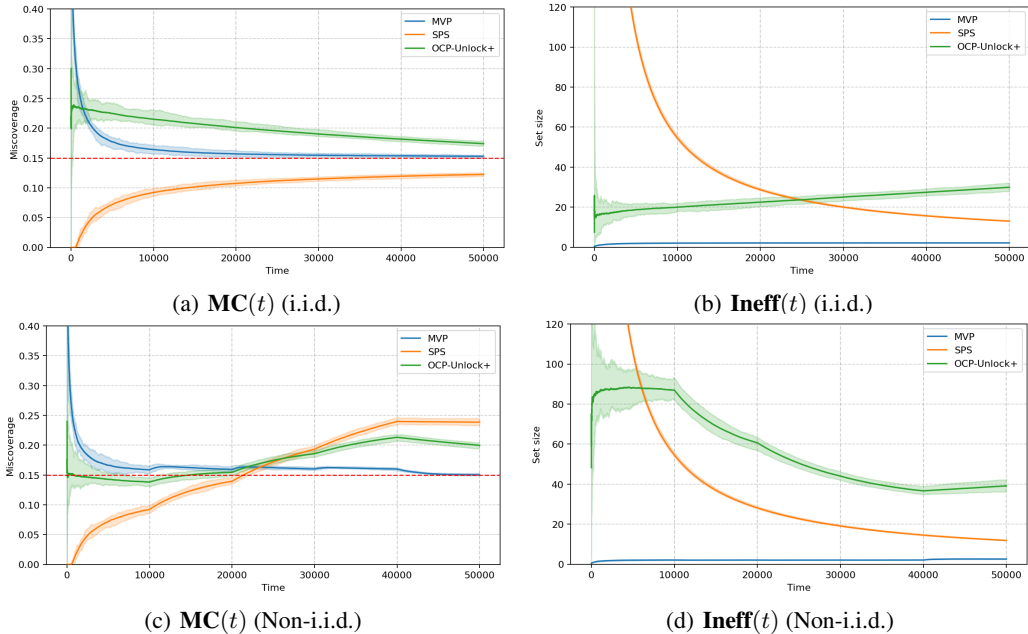 0.40
0.35
0.30
0.25
0.20
0.15
0.10
0.05
0.00
Miscoverage
0
10000
20000
30000
40000
50000
Time
MVP
SPS
OCP-Unlock+
(a) MC(t) (i.i.d.)
120
100
80
60
40
20
0
Set size
0
10000
20000
30000
40000
50000
Time
MVP
SPS
OCP-Unlock+
(b) Ineff(t) (i.i.d.)
0.40
0.35
0.30
0.25
0.20
0.15
0.10
0.05
0.00
Miscoverage
0
10000
20000
30000
40000
50000
Time
MVP
SPS
OCP-Unlock+
(c) MC(t) (Non-i.i.d.)
120
100
80
60
40
20
0
Set size
0
10000
20000
30000
40000
50000
Time
MVP
SPS
OCP-Unlock+
(d) Ineff(t) (Non-i.i.d.)